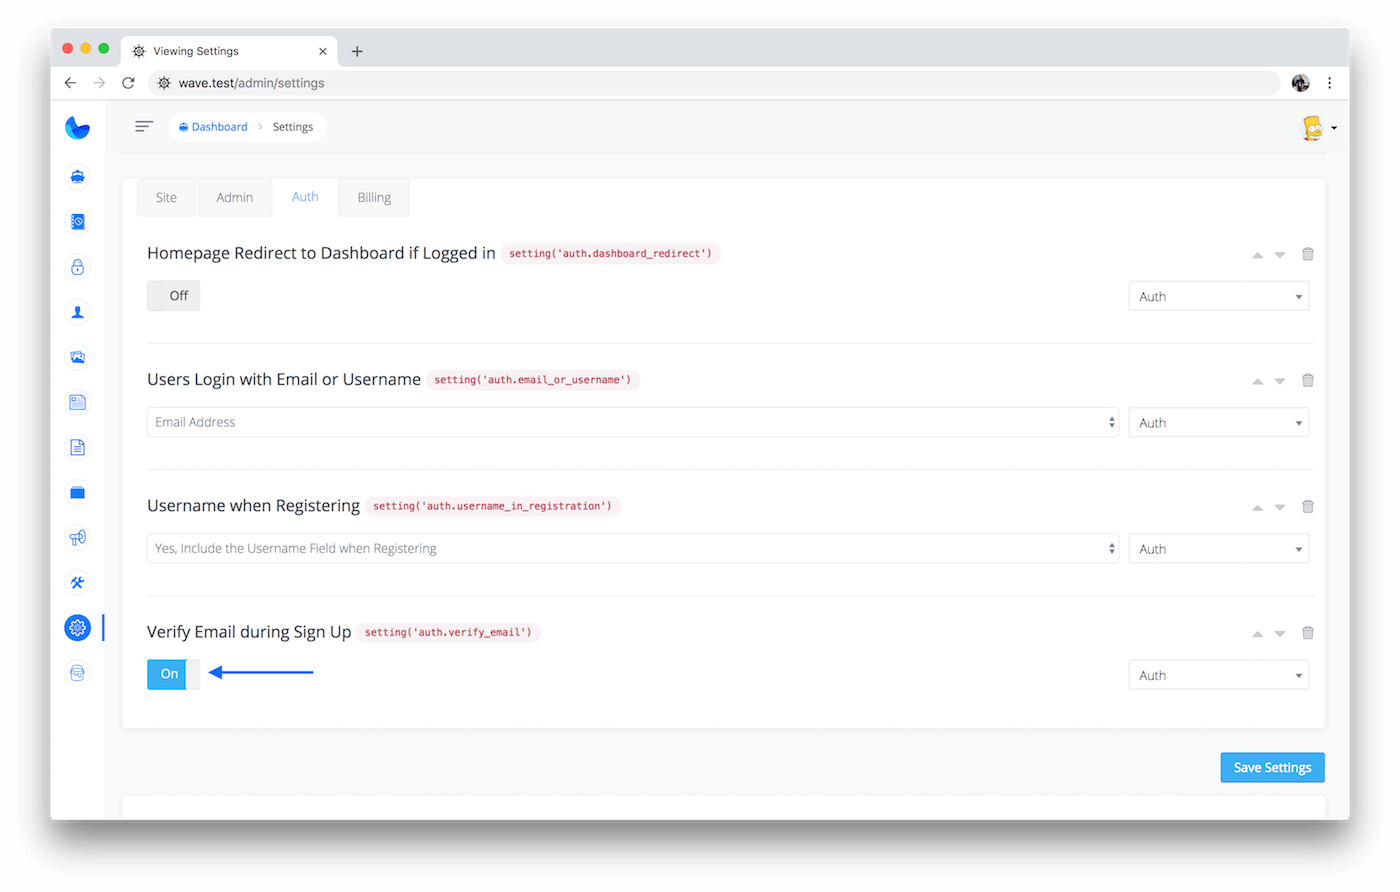 Viewing Settings
wave.test/admin/settings
Dashboard Settings
Site Admin Auth Billing
Homepage Redirect to Dashboard if Logged in setting('auth.dashboard_redirect')
Off Auth
Users Login with Email or Username setting('auth.email_or_username')
Email Address Auth
Username when Registering setting('auth.username_in_registration')
Yes, Include the Username Field when Registering Auth
Verify Email during Sign Up setting('auth.verify_email')
On Auth
Save Settings